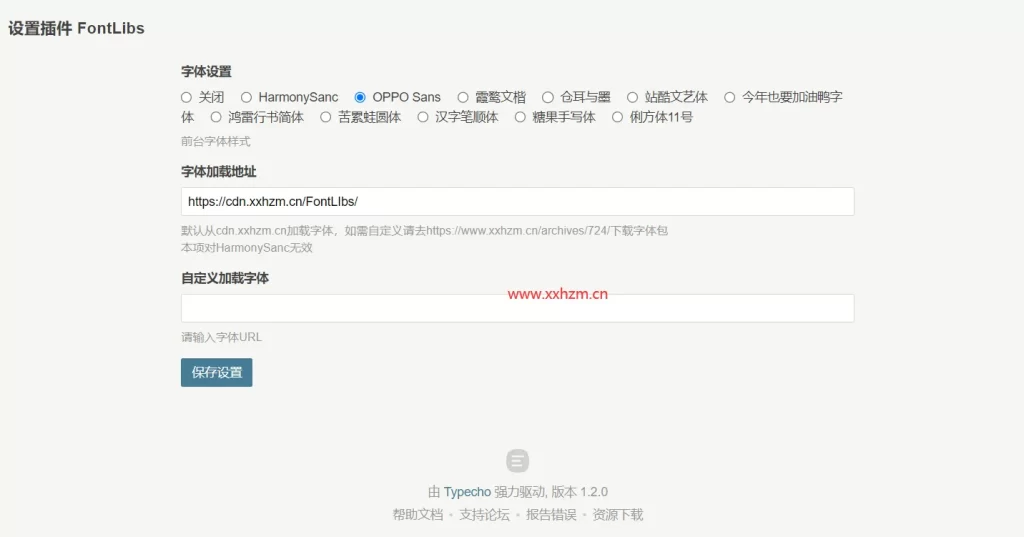 设置插件 FontLibs
字体设置
关闭 HarmonySanc OPPO Sans 霞鹜文楷 仓耳与墨 站酷文艺体 今年也要加油鸭字
体 鸿雷行书简体 苦累蛙圆体 汉字笔顺体 糖果手写体 俐方体11号
前台字体样式
字体加载地址
https://cdn.xxhzm.cn/FontLIbs/
默认从cdn.xxhzm.cn加载字体，如需自定义请去https://www.xxhzm.cn/archives/724/下载字体包
本项对HarmonySanc无效
自定义加载字体
www.xxhzm.cn
请输入字体URL
保存设置
由 Typecho 强力驱动, 版本 1.2.0
帮助文档 • 支持论坛 • 报告错误 • 资源下载